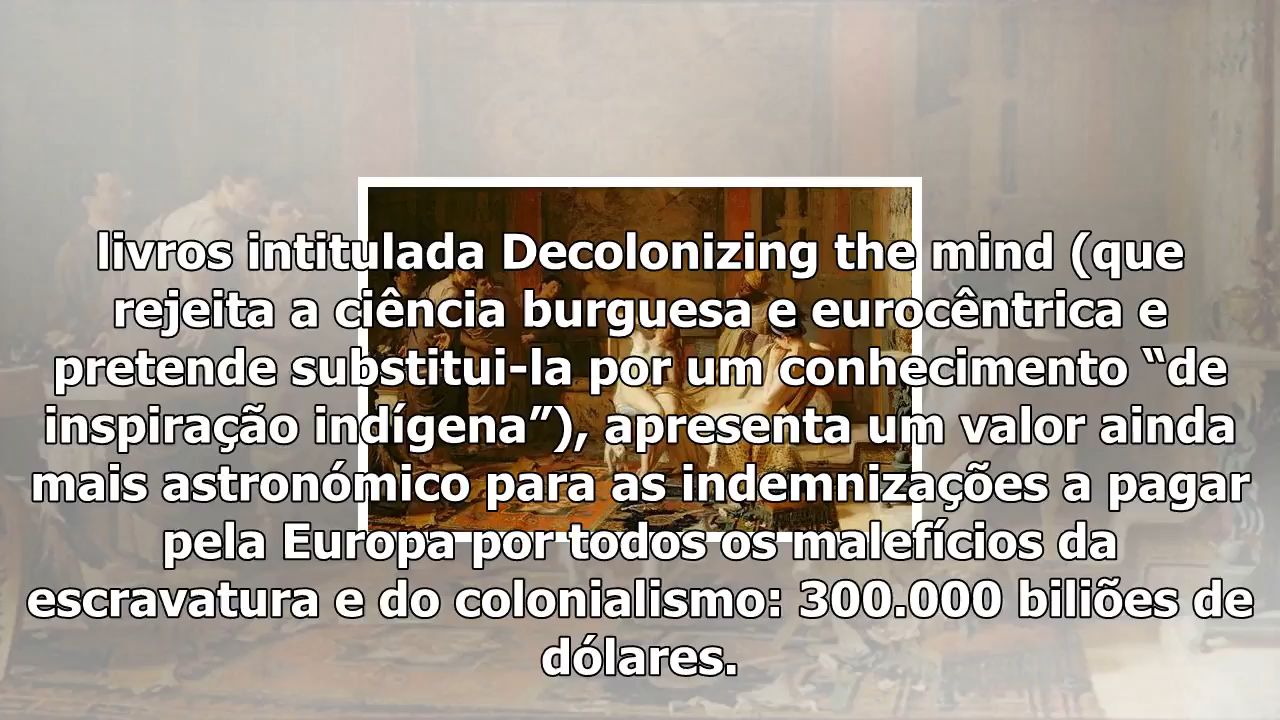 livros intitulada Decolonizing the mind (que
rejeita a ciência burguesa e eurocêntrica e
pretende substitui-la por um conhecimento “de
inspiração indígena”), apresenta um valor ainda
mais astronómico para as indemnizações a pagar
pela Europa por todos os malefícios da
escravatura e do colonialismo: 300.000 biliões de
dólares.